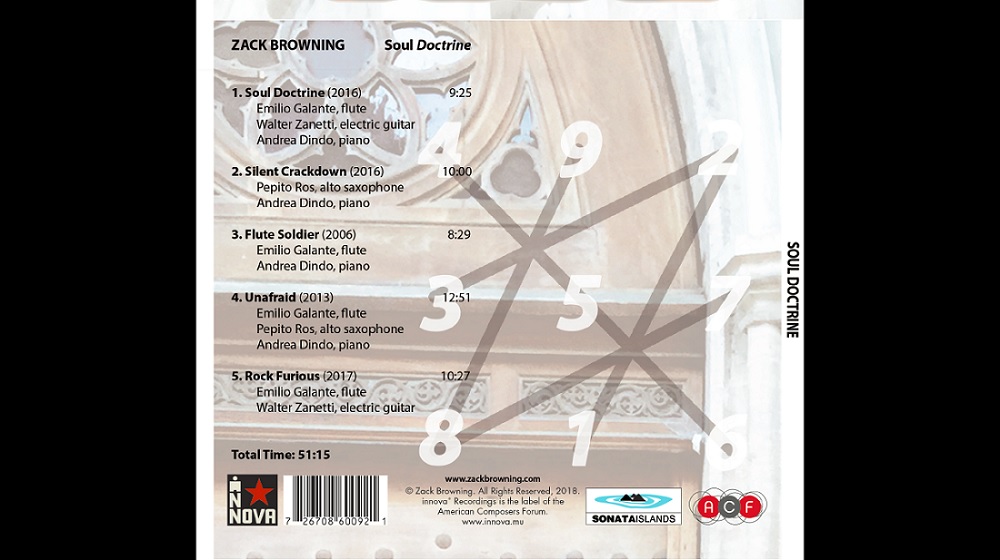 ZACK BROWNING Soul Doctrine
1. Soul Doctrine (2016) 9:25
Emilio Galante, flute
Walter Zanetti, electric guitar
Andrea Dindo, piano
2. Silent Crackdown (2016) 10:00
Pepito Ros, alto saxophone
Andrea Dindo, piano
3. Flute Soldier (2006) 8:29
Emilio Galante, flute
Andrea Dindo, piano
4. Unafraid (2013) 12:51
Emilio Galante, flute
Pepito Ros, alto saxophone
Andrea Dindo, piano
5. Rock Furious (2017) 10:27
Emilio Galante, flute
Walter Zanetti, electric guitar
Total Time: 51:15
4 9 2
3 5 7
8 1 6
SOUL DOCTRINE
iNNOVA
7 26708 60092 1
www.zackbrowning.com
© Zack Browning. All Rights Reserved, 2018.
innova® Recordings is the label of the
American Composers Forum.
www.innova.mu
SONATAISLANDS
ACF